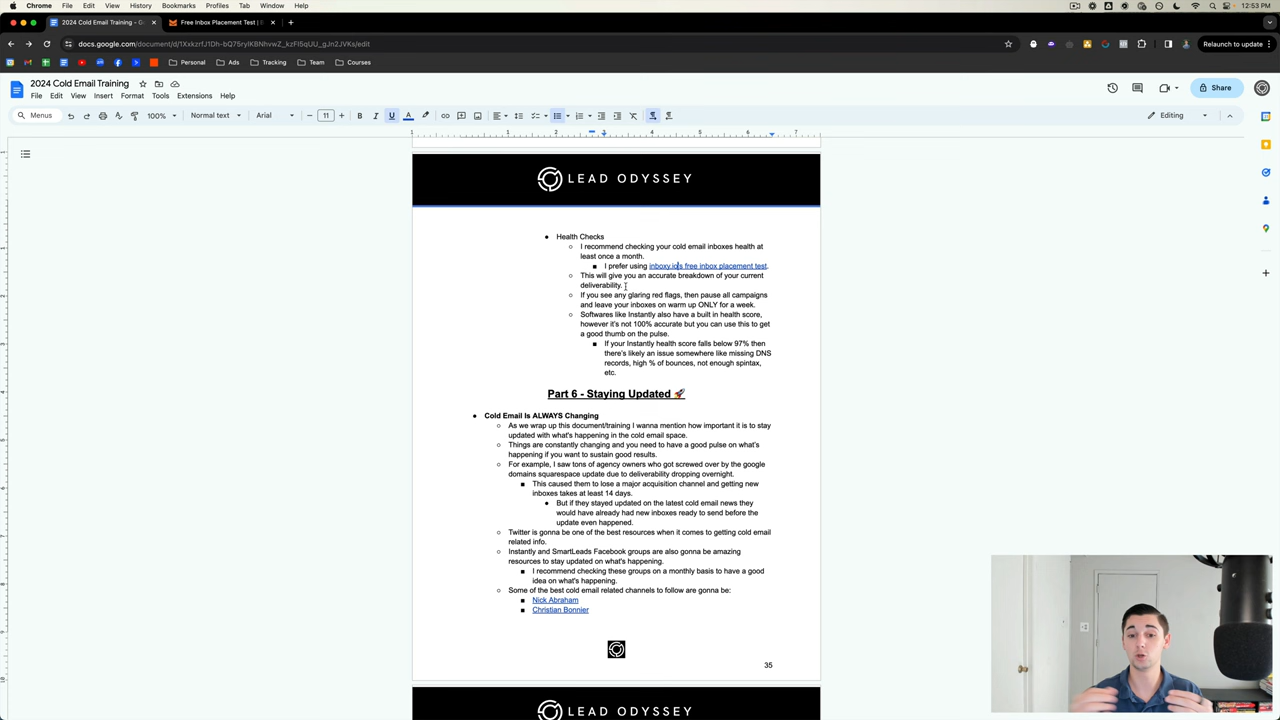 Chrome File Edit View History Bookmarks Profiles Tab Window Help
12:53 PM
2024 Cold Email Training - G
Free Inbox Placement Test |
docs.google.com/document/d/1XxkzrfJ1Dh-bQ75rylKBNhvwZ_kzFI5qUU_gJn2JVKs/edit
Relaunch to update
Personal Ads Tracking Team Courses
2024 Cold Email Training
File Edit View Insert Format Tools Extensions Help
Share
Menus 100% Normal text Arial 11 Editing
LEAD ODYSSEY
● Health Checks
○ I recommend checking your cold email inboxes health at
least once a month.
■ I prefer using inboxy.io's free inbox placement test.
○ This will give you an accurate breakdown of your current
deliverability.
○ If you see any glaring red flags, then pause all campaigns
and leave your inboxes on warm up ONLY for a week.
○ Softwares like Instantly also have a built in health score,
however it's not 100% accurate but you can use this to get
a good thumb on the pulse.
■ If your Instantly health score falls below 97% then
there's likely an issue somewhere like missing DNS
records, high % of bounces, not enough spintax,
etc.
Part 6 - Staying Updated 🚀
● Cold Email Is ALWAYS Changing
○ As we wrap up this document/training I wanna mention how important it is to stay
updated with what's happening in the cold email space.
○ Things are constantly changing and you need to have a good pulse on what's
happening if you want to sustain good results.
○ For example, I saw tons of agency owners who got screwed over by the google
domains squarespace update due to deliverability dropping overnight.
■ This caused them to lose a major acquisition channel and getting new
inboxes takes at least 14 days.
● But if they stayed updated on the latest cold email news they
would have already had new inboxes ready to send before the
update even happened.
○ Twitter is gonna be one of the best resources when it comes to getting cold email
related info.
○ Instantly and SmartLeads Facebook groups are also gonna be amazing
resources to stay updated on what's happening.
■ I recommend checking these groups on a monthly basis to have a good
idea on what's happening.
○ Some of the best cold email related channels to follow are gonna be:
■ Nick Abraham
■ Christian Bonnier
35
LEAD ODYSSEY